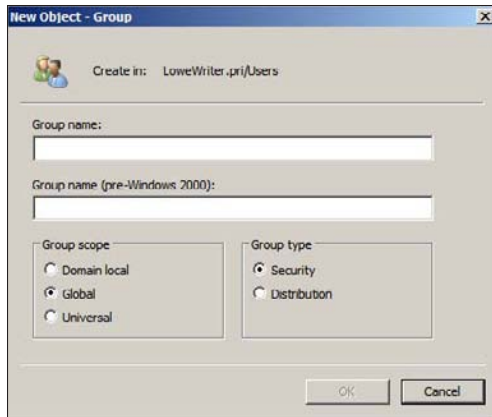 New Object - Group
Create in: LoweWriter.pri/Users
Group name:
Group name (pre-Windows 2000):
Group scope
Domain local
Global
Universal
Group type
Security
Distribution
OK
Cancel